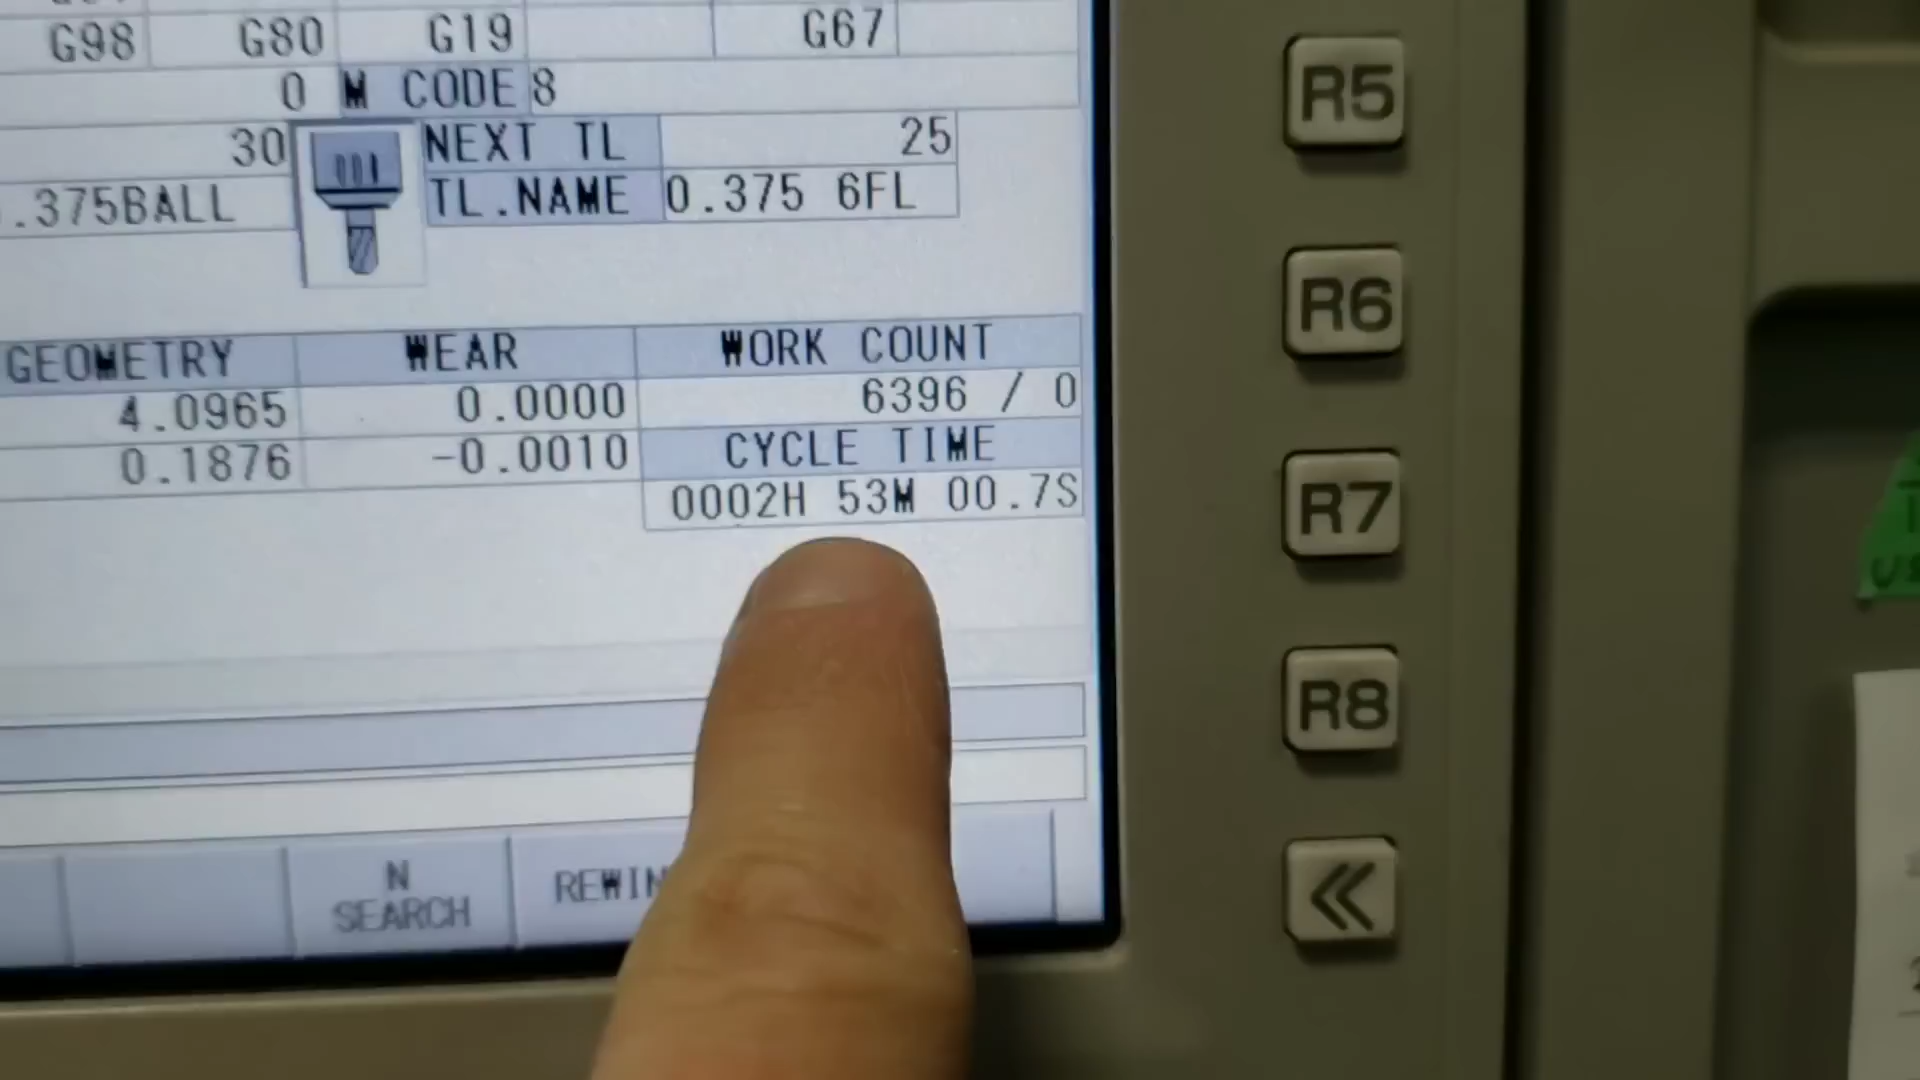 G98 G80 G19 G67
0 M CODE 8
30 NEXT TL 25
.375BALL TL.NAME 0.375 6FL
GEOMETRY WEAR WORK COUNT
4.0965 0.0000 6396 / 0
0.1876 -0.0010 CYCLE TIME
0002H 53M 00.7S
N
SEARCH
REWIN
R5
R6
R7
R8